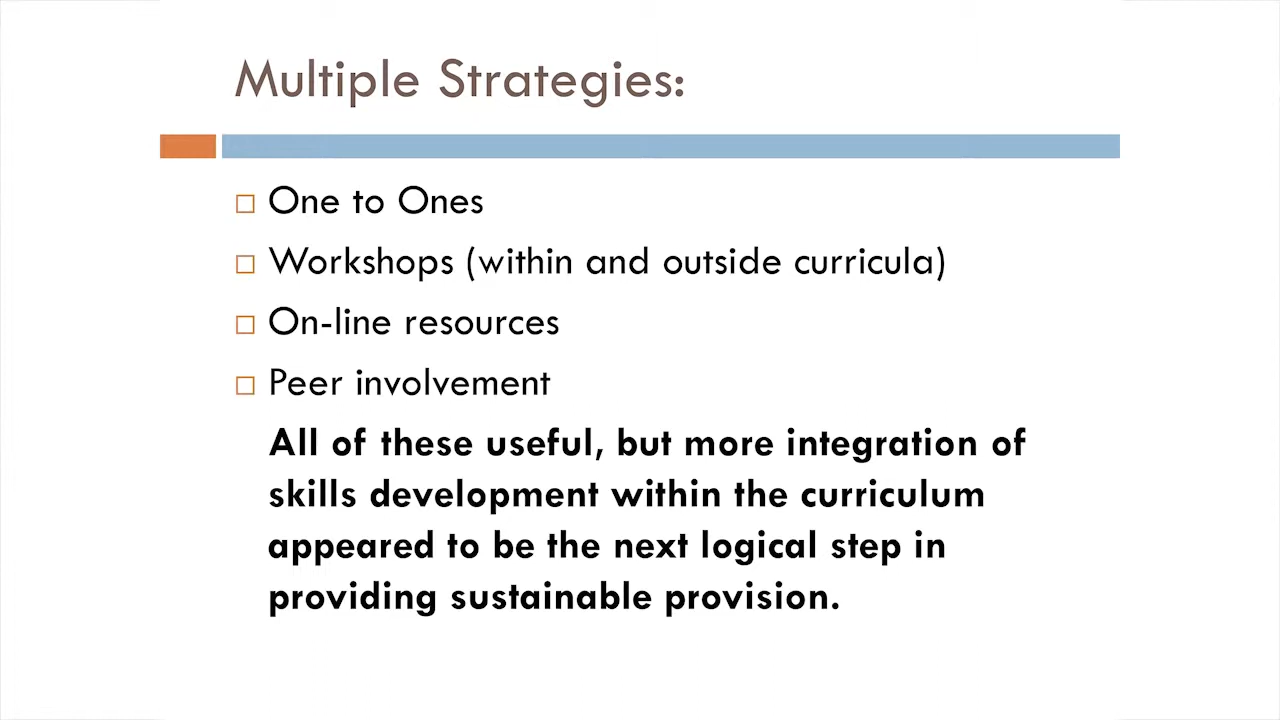 Multiple Strategies:
One to Ones
Workshops (within and outside curricula)
On-line resources
Peer involvement
All of these useful, but more integration of
skills development within the curriculum
appeared to be the next logical step in
providing sustainable provision.